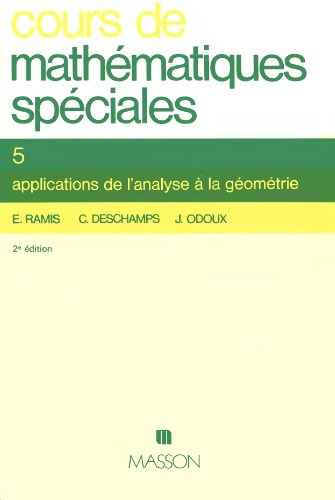 cours de
mathématiques
spéciales
5
applications de l'analyse à la géométrie
E. RAMIS C. DESCHAMPS J. ODOUX
2e édition
m
MASSON